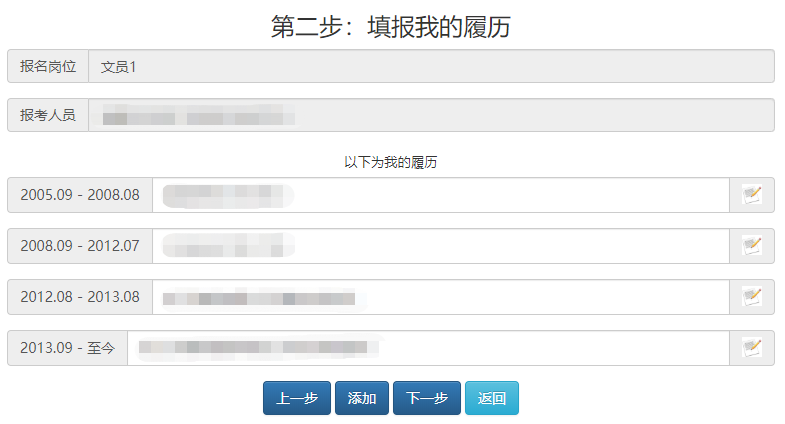 第二步：填报我的履历
报名岗位 文员1
报考人员
以下为我的履历
2005.09 - 2008.08
2008.09 - 2012.07
2012.08 - 2013.08
2013.09 - 至今
上一步 添加 下一步 返回